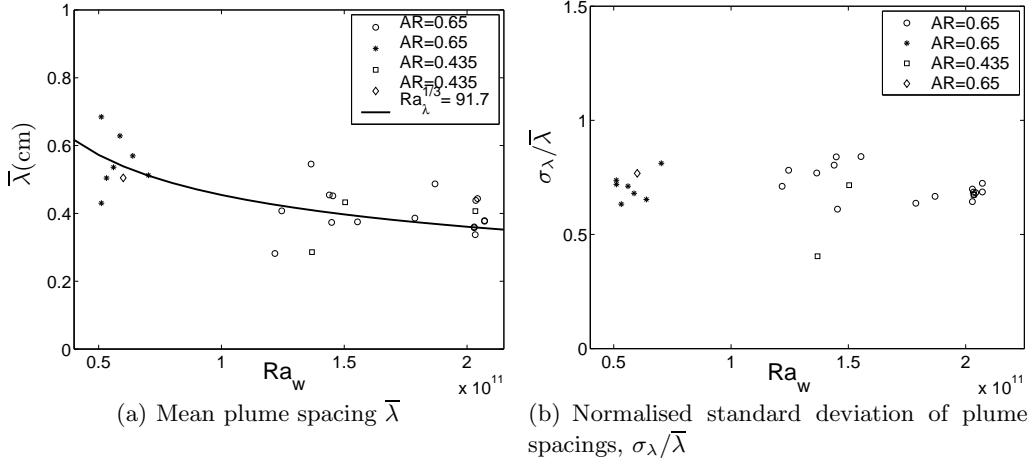 1
0.8
0.6
0.4
0.2
0
0.5
1
1.5
2
x 10^11
Ra_w
λ̅(cm)
AR=0.65
AR=0.65
AR=0.435
AR=0.435
Ra_λ^1/3 = 91.7
(a) Mean plume spacing λ̅
1.5
1
0.5
0
0.5
1
1.5
2
x 10^11
Ra_w
σ_λ/λ̅
AR=0.65
AR=0.65
AR=0.435
AR=0.65
(b) Normalised standard deviation of plume
spacings, σ_λ/λ̅